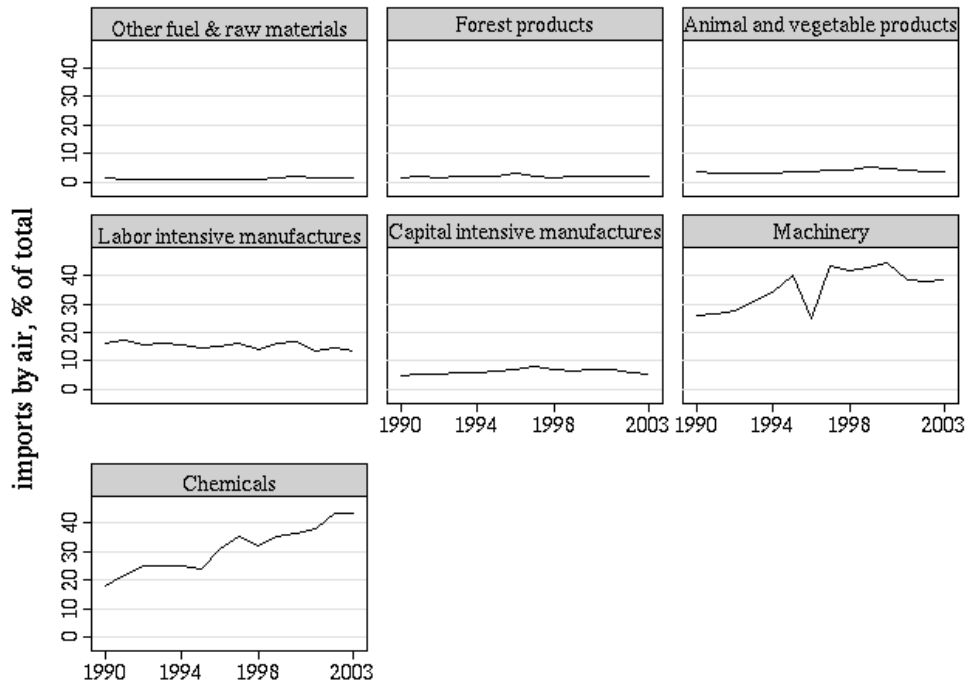 Other fuel & raw materials
Forest products
Animal and vegetable products
0 10 20 30 40
Labor intensive manufactures
Capital intensive manufactures
Machinery
0 10 20 30 40
1990 1994 1998 2003
1990 1994 1998 2003
imports by air, % of total
Chemicals
0 10 20 30 40
1990 1994 1998 2003